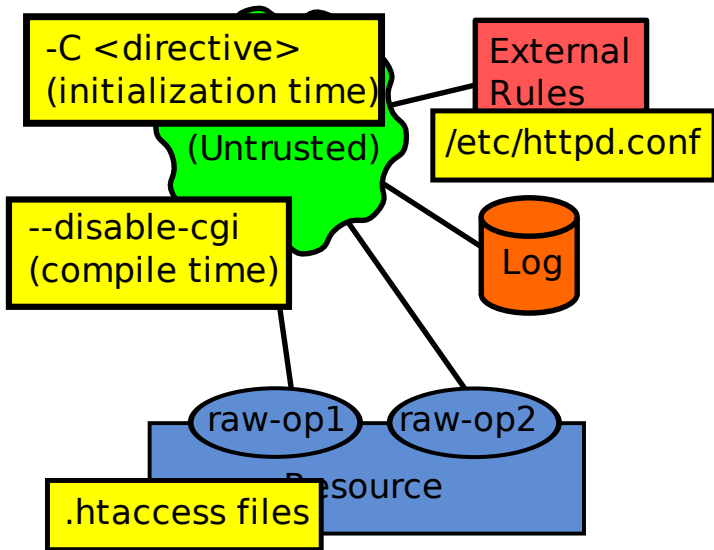 -C <directive>
(initialization time)
External
Rules
(Untrusted)
/etc/httpd.conf
--disable-cgi
(compile time)
Log
raw-op1
raw-op2
Resource
.htaccess files